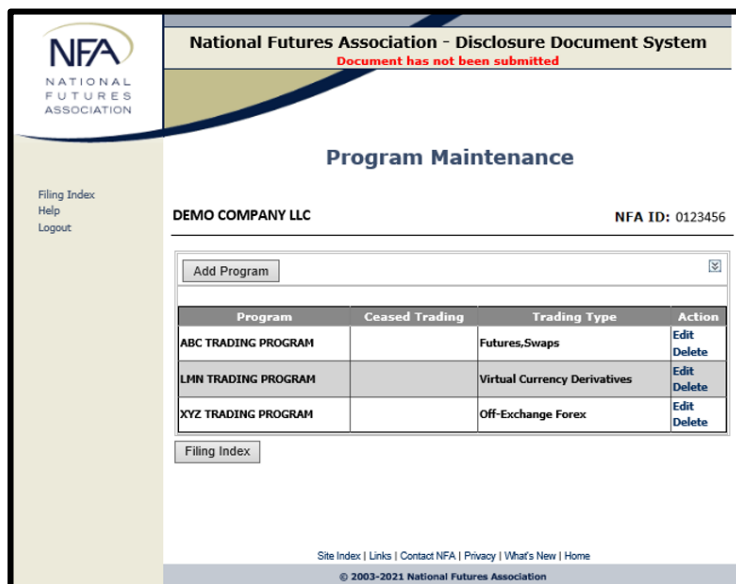 NFA
NATIONAL
FUTURES
ASSOCIATION
National Futures Association - Disclosure Document System
Document has not been submitted
Program Maintenance
Filing Index
Help
Logout
DEMO COMPANY LLC NFA ID: 0123456
Add Program
Program Ceased Trading Trading Type Action
ABC TRADING PROGRAM Futures,Swaps Edit
Delete
LMN TRADING PROGRAM Virtual Currency Derivatives Edit
Delete
XYZ TRADING PROGRAM Off-Exchange Forex Edit
Delete
Filing Index
Site Index | Links | Contact NFA | Privacy | What's New | Home
© 2003-2021 National Futures Association